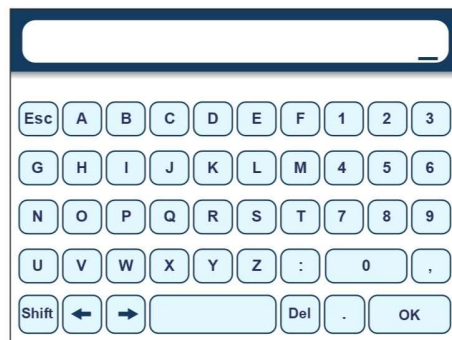 Esc A B C D E F 1 2 3
G H I J K L M 4 5 6
N O P Q R S T 7 8 9
U V W X Y Z : 0 ,
Shift ← → Del . OK